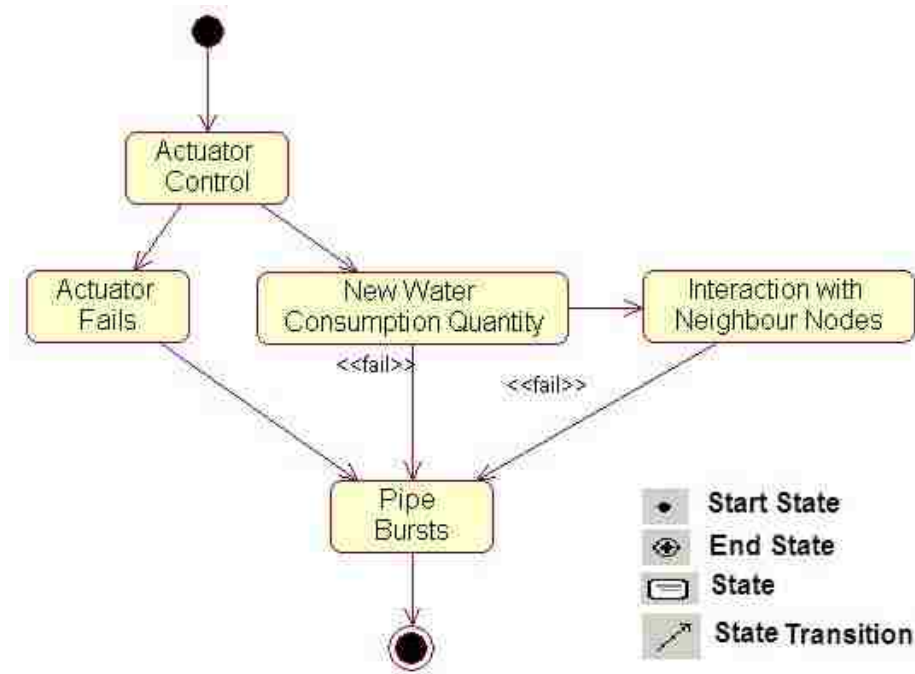 Actuator
Control
Actuator
Fails
New Water
Consumption Quantity
Interaction with
Neighbour Nodes
<<fail>>
<<fail>>
Pipe
Bursts
Start State
End State
State
State Transition